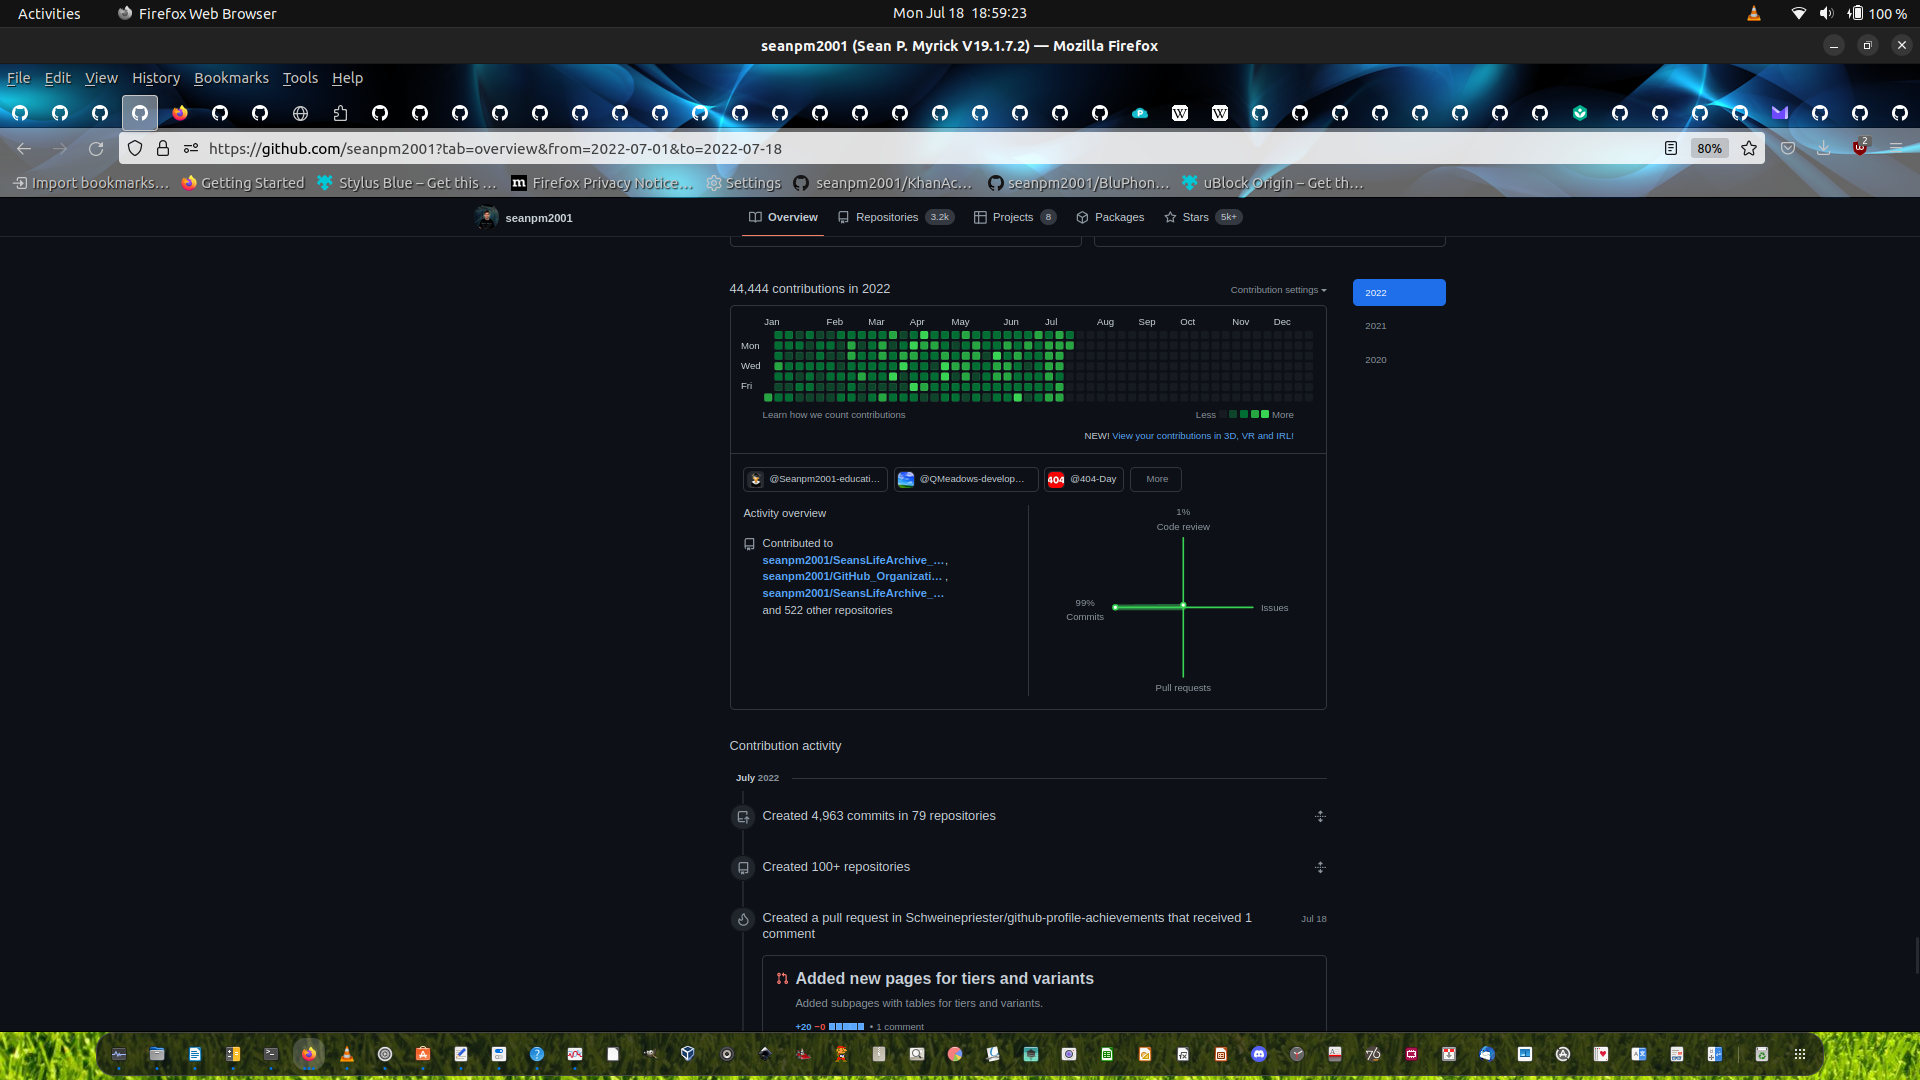 Activities
Firefox Web Browser
Mon Jul 18 18:59:23
100 %
seanpm2001 (Sean P. Myrick V19.1.7.2) — Mozilla Firefox
File Edit View History Bookmarks Tools Help
https://github.com/seanpm2001?tab=overview&from=2022-07-01&to=2022-07-18
80%
2
Import bookmarks… Getting Started Stylus Blue – Get this … Firefox Privacy Notice… Settings seanpm2001/KhanAc… seanpm2001/BluPhon… uBlock Origin – Get th…
seanpm2001
Overview Repositories 3.2k Projects 8 Packages Stars 5k+
44,444 contributions in 2022
Contribution settings
2022
2021
2020
Jan Feb Mar Apr May Jun Jul Aug Sep Oct Nov Dec
Mon
Wed
Fri
Learn how we count contributions
Less More
NEW! View your contributions in 3D, VR and IRL!
@Seanpm2001-educati… @QMeadows-develop… 404 @404-Day More
Activity overview
Contributed to
seanpm2001/SeansLifeArchive_…,
seanpm2001/GitHub_Organizati… ,
seanpm2001/SeansLifeArchive_…
and 522 other repositories
1%
Code review
99%
Commits
Issues
Pull requests
Contribution activity
July 2022
Created 4,963 commits in 79 repositories
Created 100+ repositories
Created a pull request in Schweinepriester/github-profile-achievements that received 1
comment
Jul 18
Added new pages for tiers and variants
Added subpages with tables for tiers and variants.
+20 −0 • 1 comment